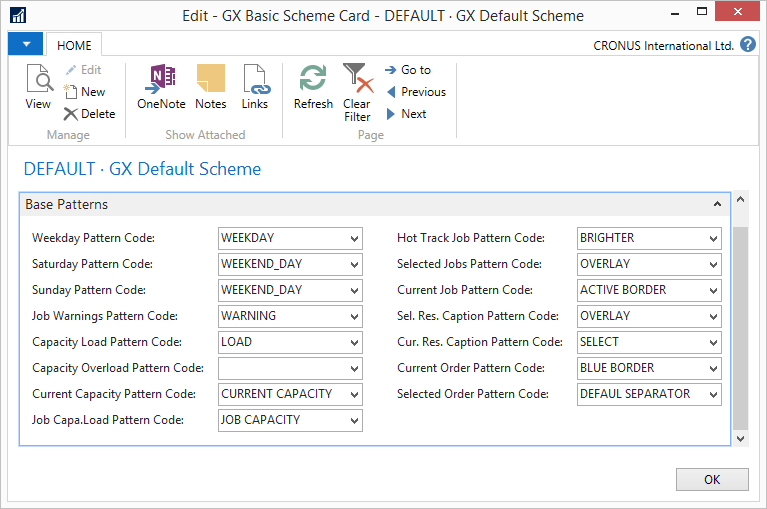 Edit - GX Basic Scheme Card - DEFAULT · GX Default Scheme
HOME
CRONUS International Ltd.
?
View
Edit
New
Delete
Manage
OneNote
Notes
Links
Show Attached
Refresh
Clear
Filter
Go to
Previous
Next
Page
DEFAULT · GX Default Scheme
Base Patterns
Weekday Pattern Code: WEEKDAY
Saturday Pattern Code: WEEKEND_DAY
Sunday Pattern Code: WEEKEND_DAY
Job Warnings Pattern Code: WARNING
Capacity Load Pattern Code: LOAD
Capacity Overload Pattern Code:
Current Capacity Pattern Code: CURRENT CAPACITY
Job Capa.Load Pattern Code: JOB CAPACITY
Hot Track Job Pattern Code: BRIGHTER
Selected Jobs Pattern Code: OVERLAY
Current Job Pattern Code: ACTIVE BORDER
Sel. Res. Caption Pattern Code: OVERLAY
Cur. Res. Caption Pattern Code: SELECT
Current Order Pattern Code: BLUE BORDER
Selected Order Pattern Code: DEFAUL SEPARATOR
OK